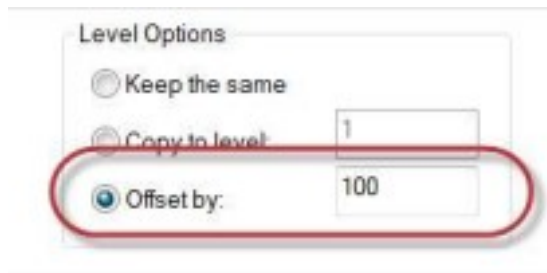 Level Options
Keep the same
Copy to level: 1
Offset by: 100